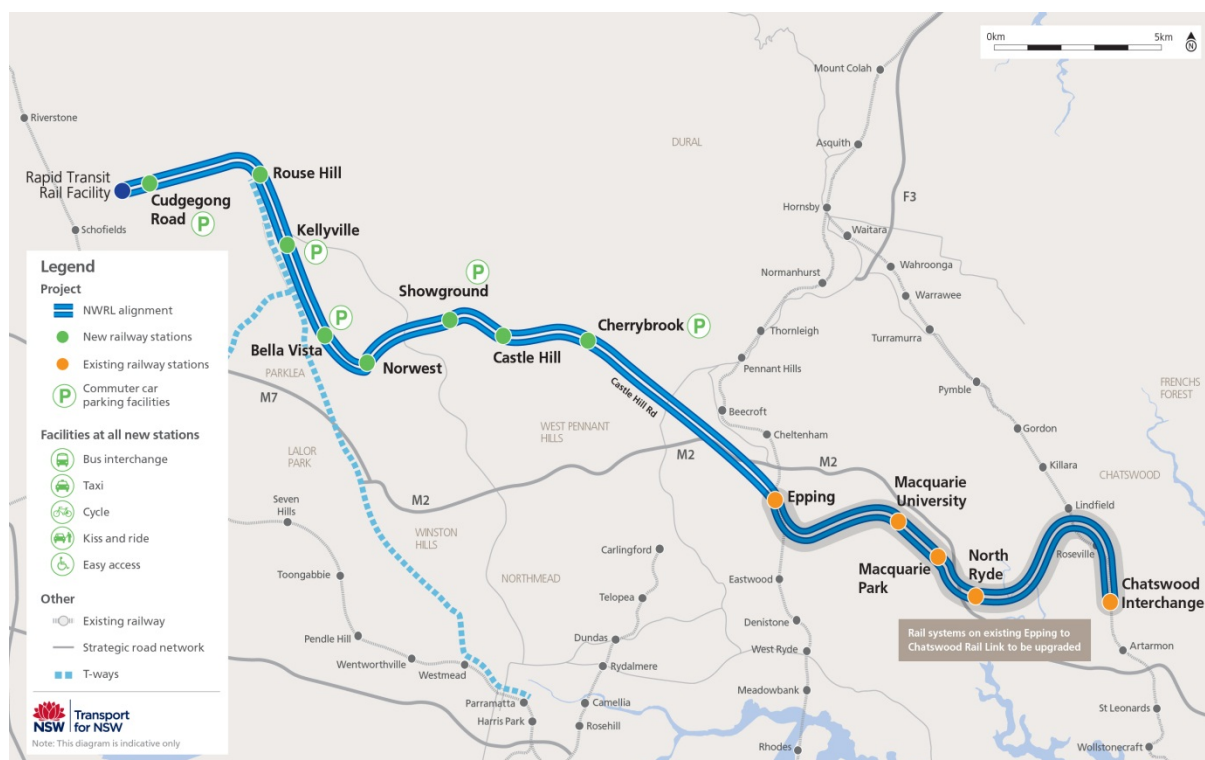 0km 5km
N
Mount Colah
Riverstone
DURAL
Asquith
Rapid Transit
Rail Facility
Rouse Hill
Cudgegong
Road
P
F3
Hornsby
Schofields
Kellyville
P
Waitara
Wahroonga
Normanhurst
Warrawee
Showground
P
Thornleigh
Turramurra
Bella Vista
P
Norwest
Castle Hill
Cherrybrook
P
PARKLEA
M7
Castle Hill Rd
Pennant Hills
Pymble
FRENCHS
FOREST
Beecroft
Gordon
WEST PENNANT
HILLS
Cheltenham
LALOR
PARK
M2
M2
M2
Killara
CHATSWOOD
Epping
Macquarie
University
Seven
Hills
Lindfield
WINSTON
HILLS
Carlingford
Macquarie
Park
North
Ryde
Roseville
NORTHMEAD
Eastwood
Chatswood
Interchange
Toongabbie
Telopea
Denistone
Rail systems on existing Epping to
Chatswood Rail Link to be upgraded
Pendle Hill
Dundas
West Ryde
Artarmon
Wentworthville
Westmead
Rydalmere
Meadowbank
Parramatta
Camellia
St Leonards
Harris Park
Rosehill
Rhodes
Wollstonecraft
Legend
Project
NWRL alignment
New railway stations
Existing railway stations
P
Commuter car
parking facilities
Facilities at all new stations
Bus interchange
Taxi
Cycle
Kiss and ride
Easy access
Other
Existing railway
Strategic road network
T-ways
NSW
GOVERNMENT
Transport
for NSW
Note: This diagram is indicative only